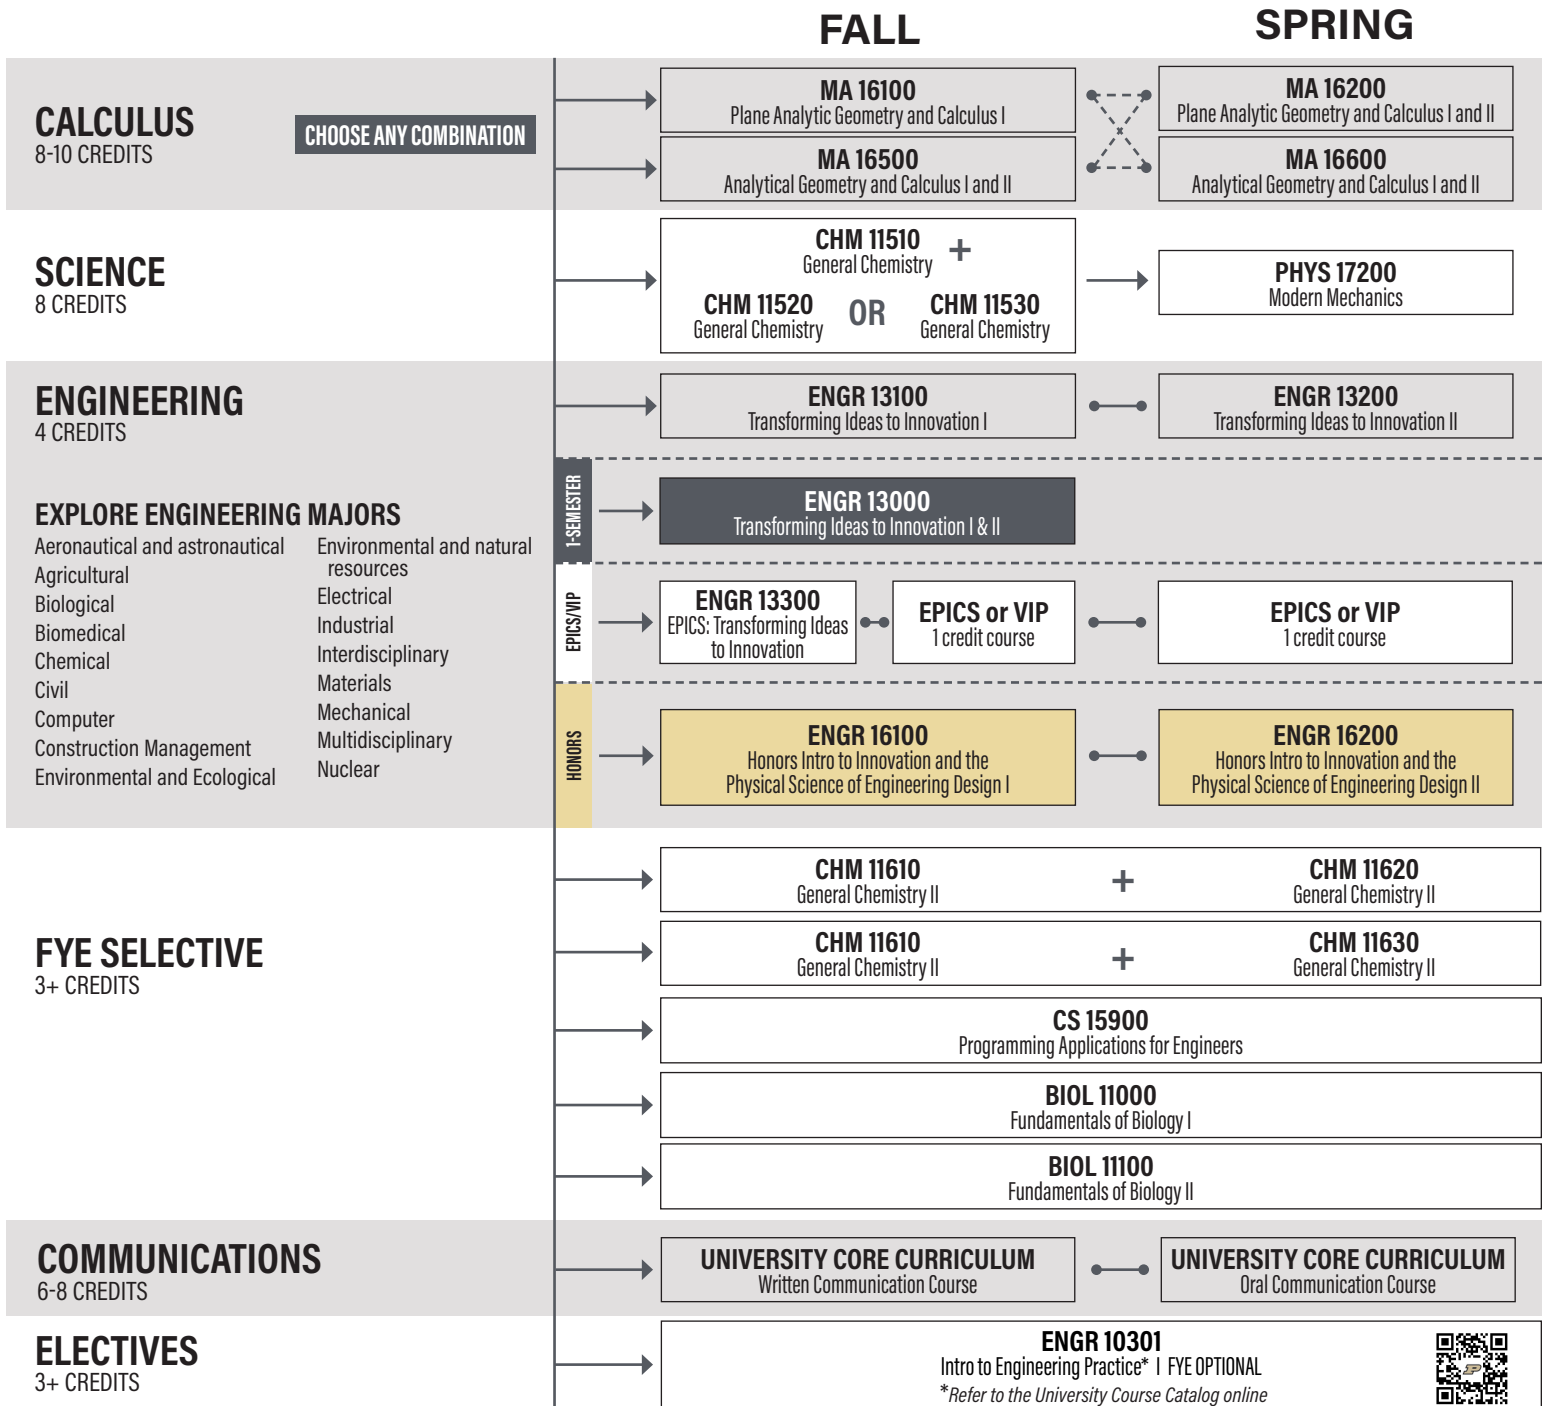 FALL
SPRING
CALCULUS
8-10 CREDITS
CHOOSE ANY COMBINATION
MA 16100
Plane Analytic Geometry and Calculus I
MA 16200
Plane Analytic Geometry and Calculus I and II
MA 16500
Analytical Geometry and Calculus I and II
MA 16600
Analytical Geometry and Calculus I and II
SCIENCE
8 CREDITS
CHM 11510
General Chemistry
+
CHM 11520
General Chemistry
OR
CHM 11530
General Chemistry
PHYS 17200
Modern Mechanics
ENGINEERING
4 CREDITS
ENGR 13100
Transforming Ideas to Innovation I
ENGR 13200
Transforming Ideas to Innovation II
EXPLORE ENGINEERING MAJORS
Aeronautical and astronautical
Agricultural
Biological
Biomedical
Chemical
Civil
Computer
Construction Management
Environmental and Ecological
Environmental and natural
resources
Electrical
Industrial
Interdisciplinary
Materials
Mechanical
Multidisciplinary
Nuclear
1-SEMESTER
ENGR 13000
Transforming Ideas to Innovation I & II
EPICS/VIP
ENGR 13300
EPICS: Transforming Ideas
to Innovation
EPICS or VIP
1 credit course
EPICS or VIP
1 credit course
HONORS
ENGR 16100
Honors Intro to Innovation and the
Physical Science of Engineering Design I
ENGR 16200
Honors Intro to Innovation and the
Physical Science of Engineering Design II
FYE SELECTIVE
3+ CREDITS
CHM 11610
General Chemistry II
+
CHM 11620
General Chemistry II
CHM 11610
General Chemistry II
+
CHM 11630
General Chemistry II
CS 15900
Programming Applications for Engineers
BIOL 11000
Fundamentals of Biology I
BIOL 11100
Fundamentals of Biology II
COMMUNICATIONS
6-8 CREDITS
UNIVERSITY CORE CURRICULUM
Written Communication Course
UNIVERSITY CORE CURRICULUM
Oral Communication Course
ELECTIVES
3+ CREDITS
ENGR 10301
Intro to Engineering Practice* | FYE OPTIONAL
*Refer to the University Course Catalog online
P